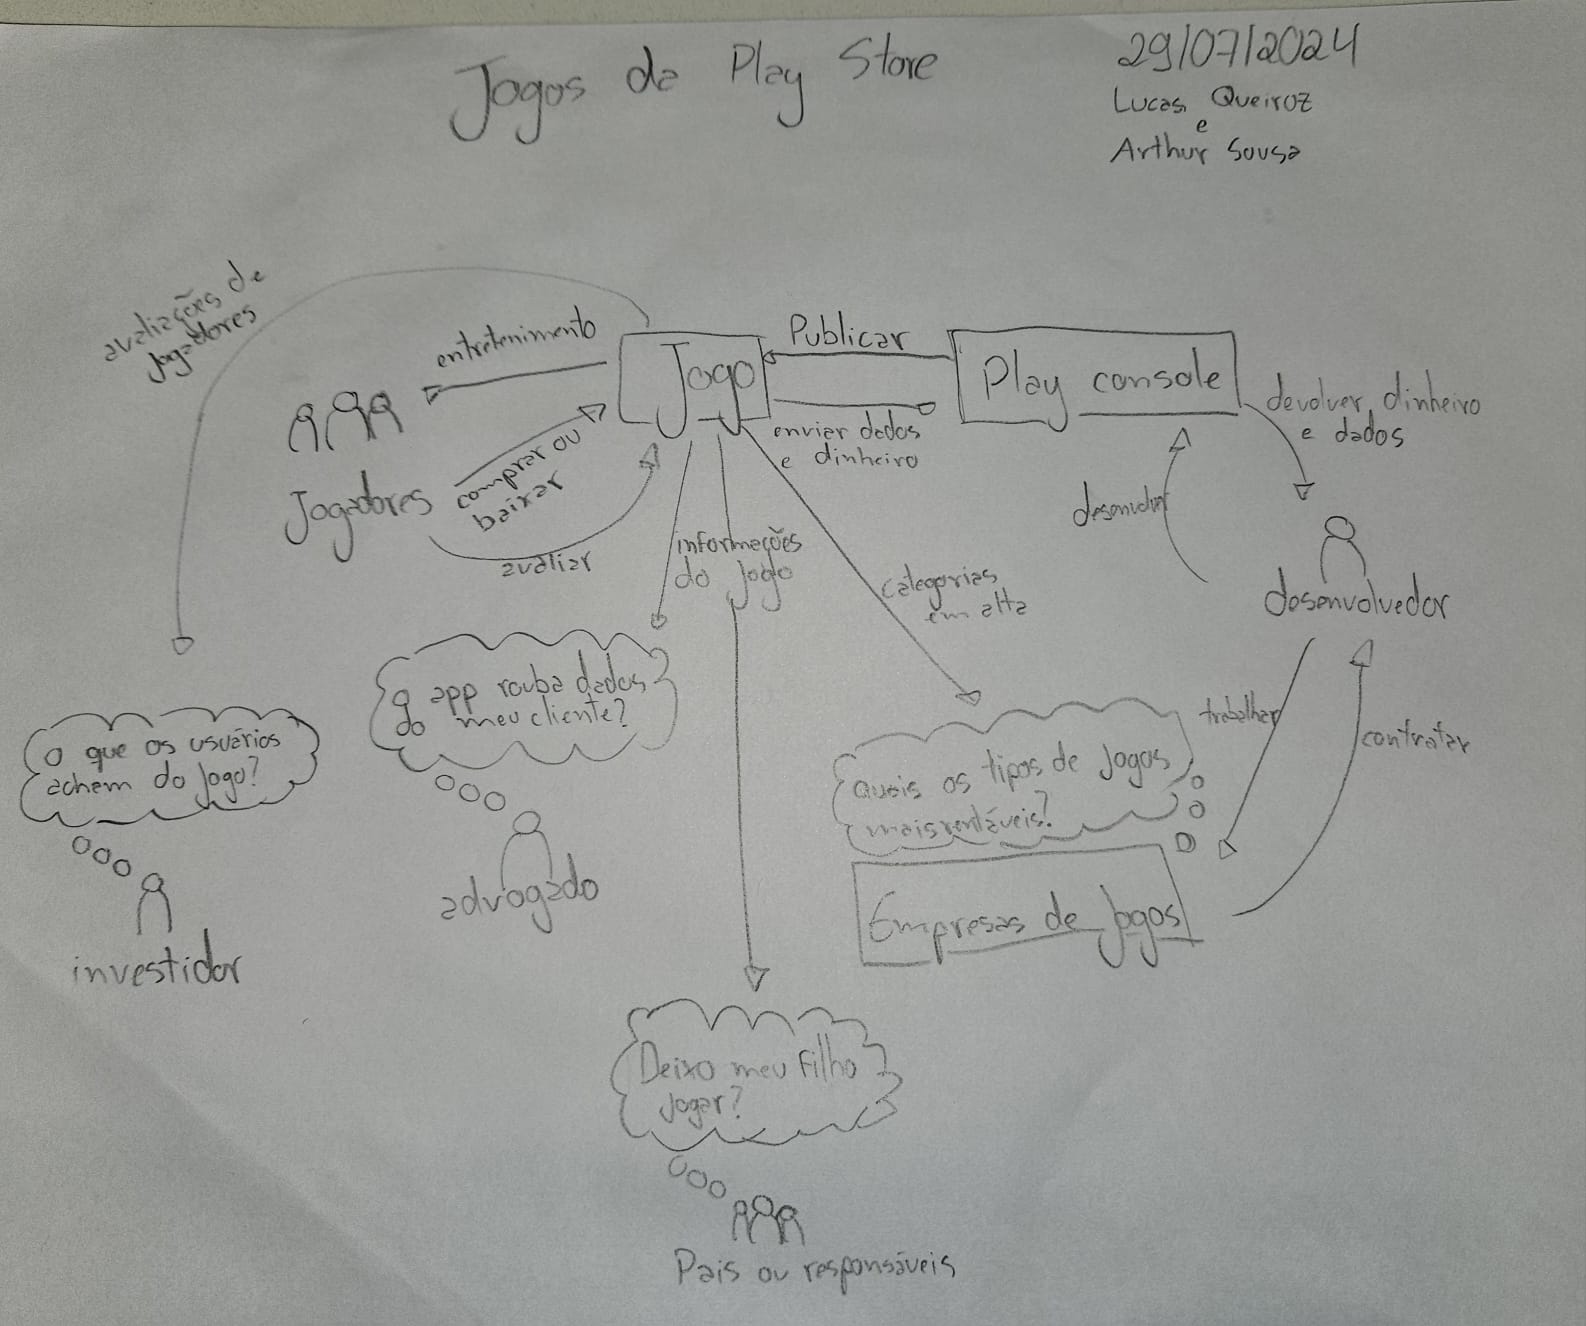 Jogos da Play Store
29/07/2024
Lucas Queiroz
e
Arthur Sousa
avaliações de
jogadores
entretenimento
Jogo
Publicar
Play console
devolver dinheiro
e dados
enviar dados
e dinheiro
Jogadores
comprar ou
baixar
avaliar
informações
do jogo
categorias
em alta
desenvolver
desenvolvedor
trabalhar
contratar
O que os usuários
achem do jogo?
investidor
O app rouba dados
do meu cliente?
advogado
Quais os tipos de jogos
mais rentáveis?
Empresas de jogos
Deixo meu filho
jogar?
Pais ou responsáveis